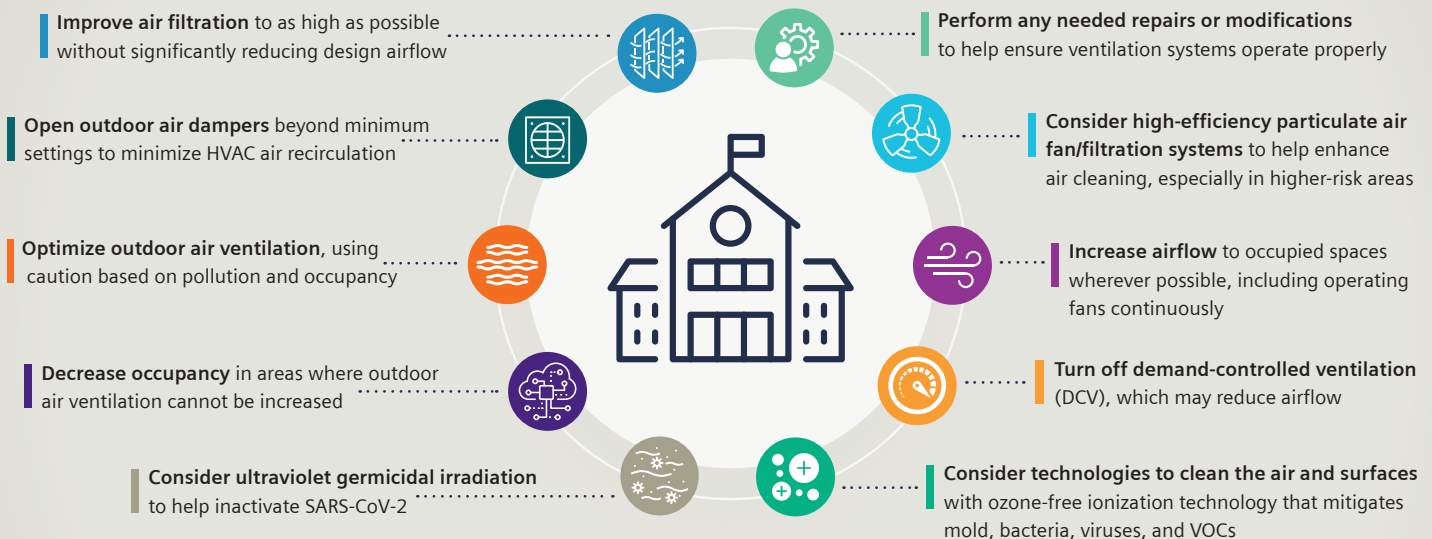 Improve air filtration to as high as possible
without significantly reducing design airflow
Open outdoor air dampers beyond minimum
settings to minimize HVAC air recirculation
Optimize outdoor air ventilation, using
caution based on pollution and occupancy
Decrease occupancy in areas where outdoor
air ventilation cannot be increased
Consider ultraviolet germicidal irradiation
to help inactivate SARS-CoV-2
Perform any needed repairs or modifications
to help ensure ventilation systems operate properly
Consider high-efficiency particulate air
fan/filtration systems to help enhance
air cleaning, especially in higher-risk areas
Increase airflow to occupied spaces
wherever possible, including operating
fans continuously
Turn off demand-controlled ventilation
(DCV), which may reduce airflow
Consider technologies to clean the air and surfaces
with ozone-free ionization technology that mitigates
mold, bacteria, viruses, and VOCs